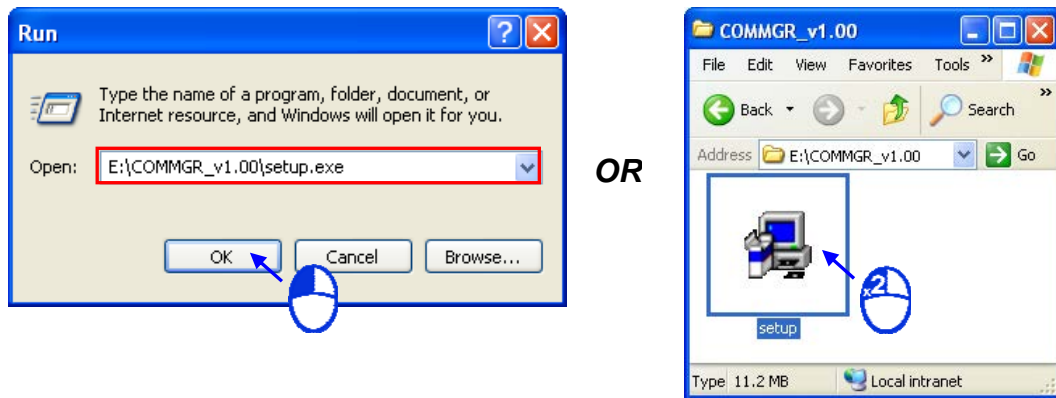 Run
Type the name of a program, folder, document, or
Internet resource, and Windows will open it for you.
Open: E:\COMMGR_v1.00\setup.exe
OK Cancel Browse...
OR
COMMGR_v1.00
File Edit View Favorites Tools »
Back Search »
Address E:\COMMGR_v1.00 Go
x2
setup
Type 11.2 MB Local intranet